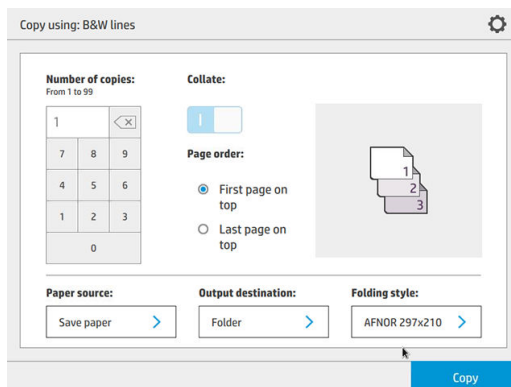 Copy using: B&W lines
Number of copies:
From 1 to 99
Collate:
1
7 8 9
4 5 6
1 2 3
0
Page order:
First page on
top
Last page on
top
1
2
3
Paper source:
Output destination:
Folding style:
Save paper
Folder
AFNOR 297x210
Copy